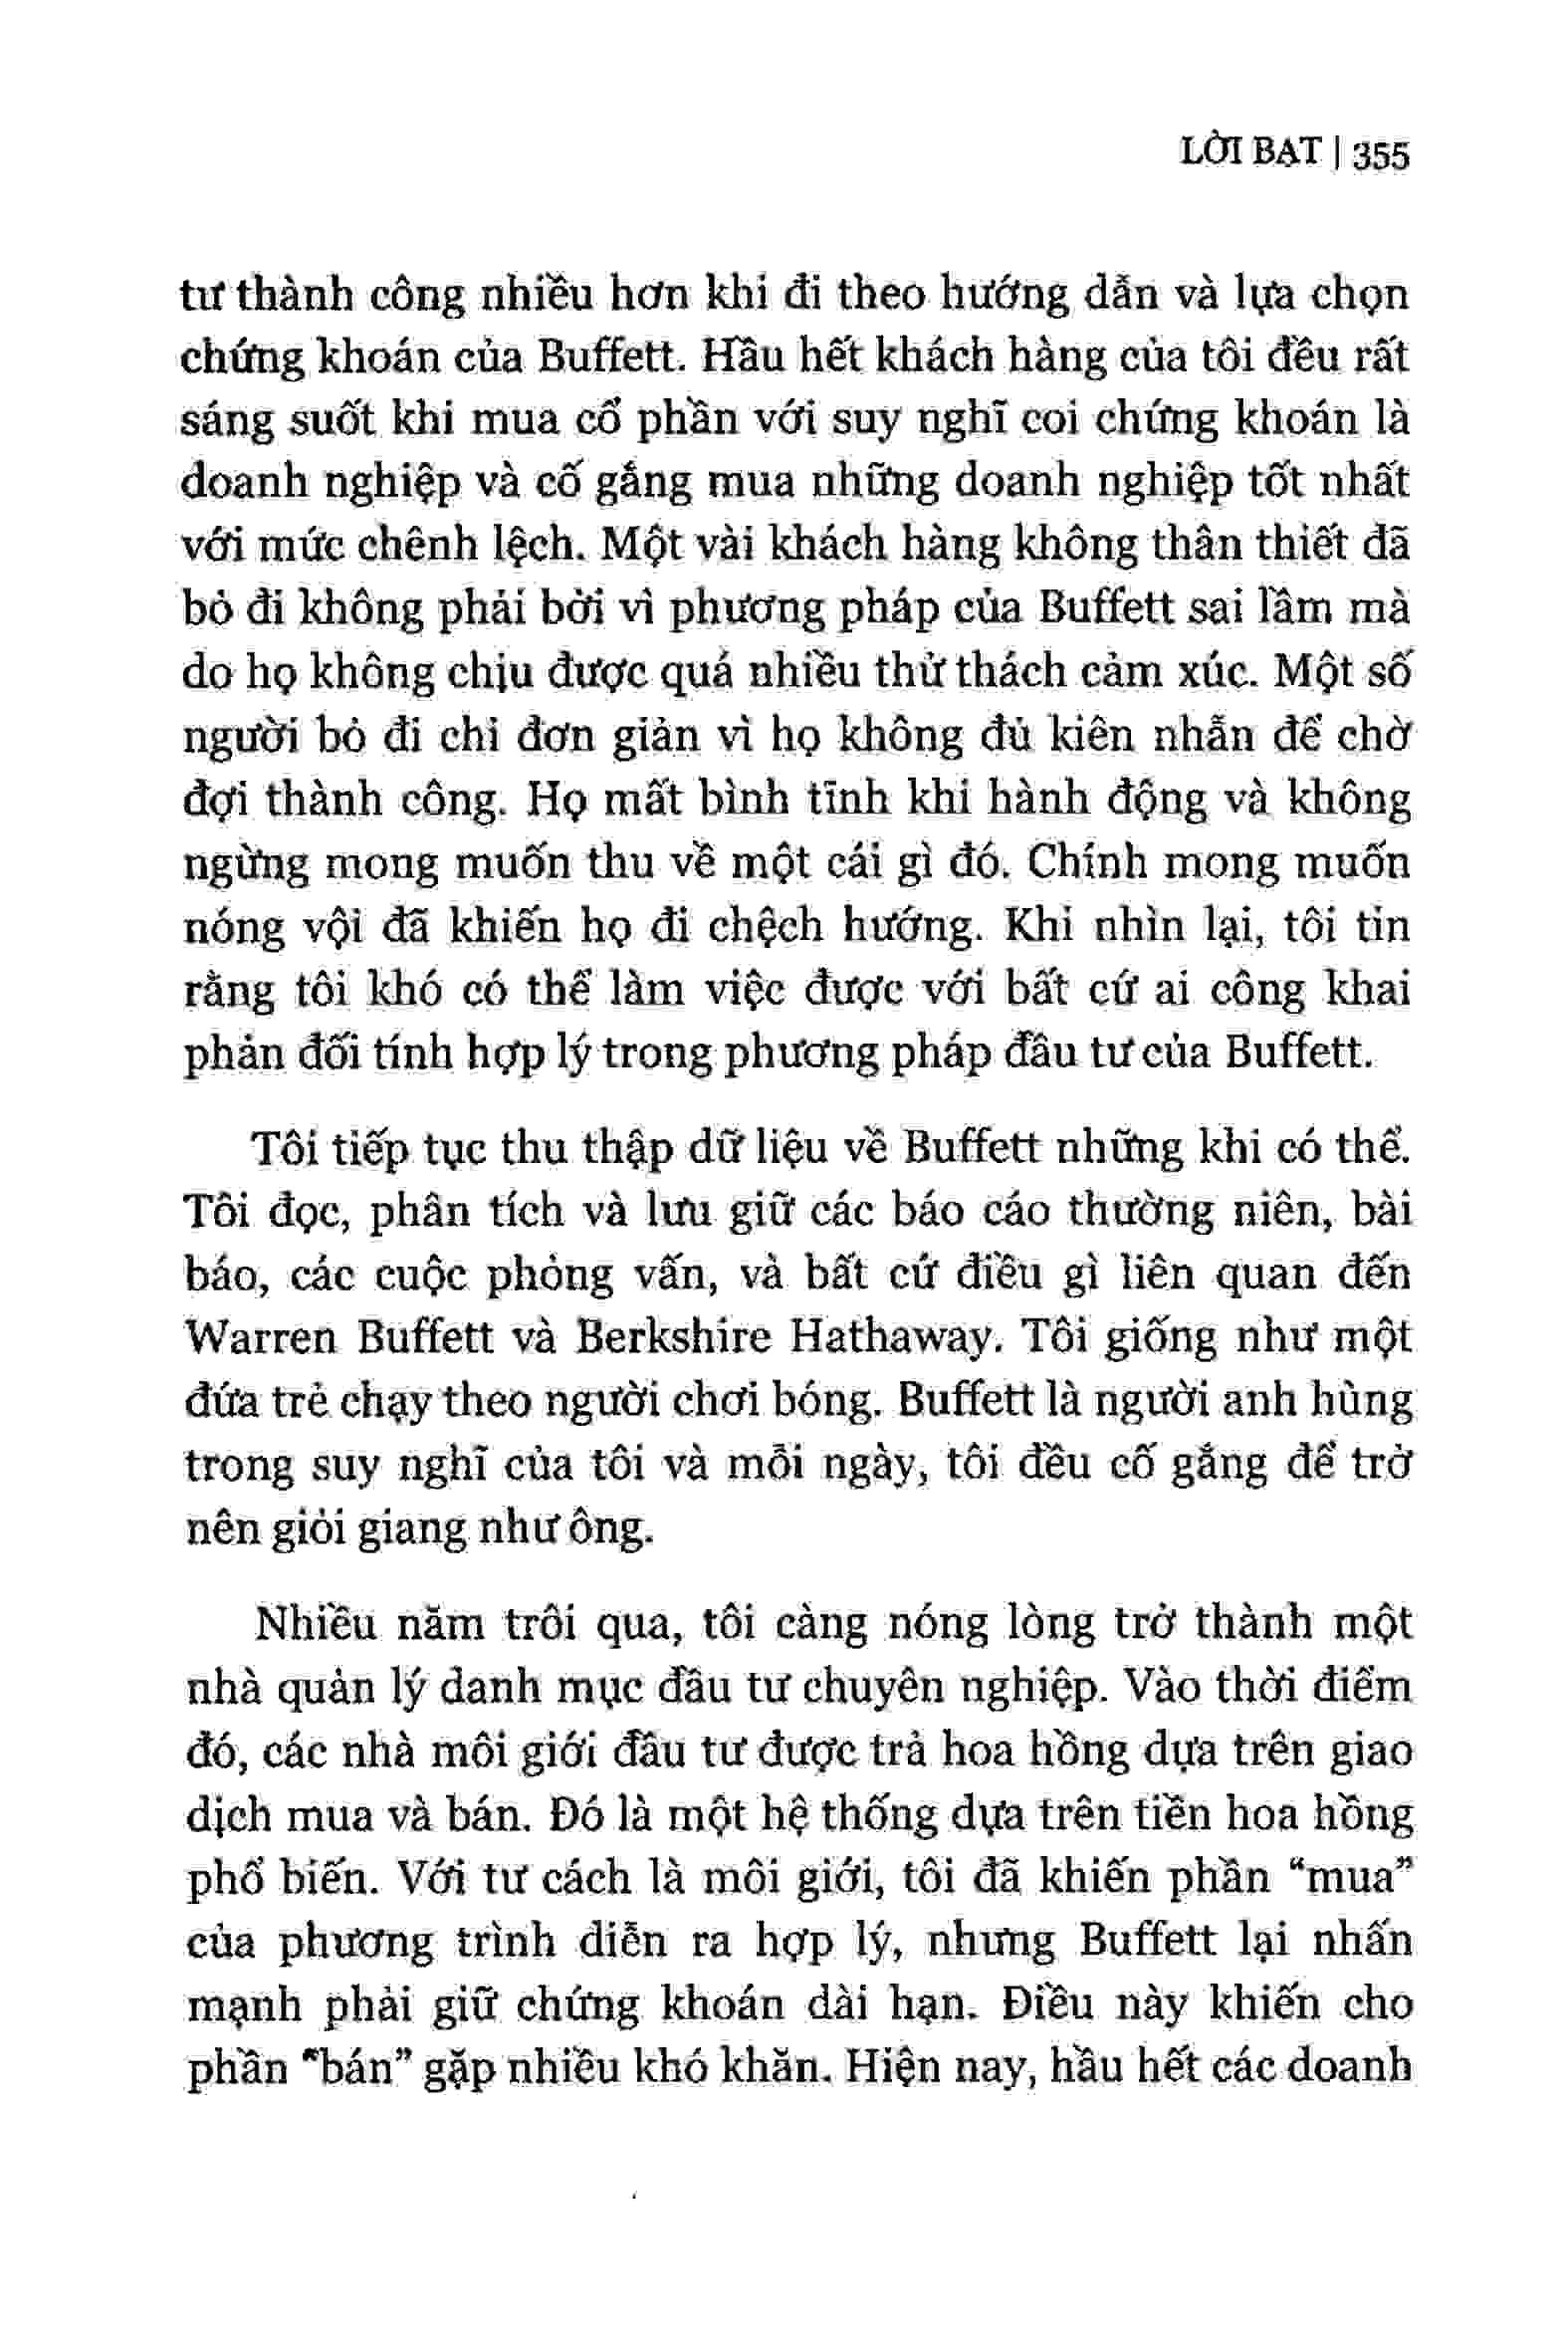 LỜI BẠT | 355
tư thành công nhiều hơn khi đi theo hướng dẫn và lựa chọn
chứng khoán của Buffett. Hầu hết khách hàng của tôi đều rất
sáng suốt khi mua cổ phần với suy nghĩ coi chứng khoán là
doanh nghiệp và cố gắng mua những doanh nghiệp tốt nhất
với mức chênh lệch. Một vài khách hàng không thân thiết đã
bỏ đi không phải bởi vì phương pháp của Buffett sai lầm mà
do họ không chịu được quá nhiều thử thách cảm xúc. Một số
người bỏ đi chỉ đơn giản vì họ không đủ kiên nhẫn để chờ
đợi thành công. Họ mất bình tĩnh khi hành động và không
ngừng mong muốn thu về một cái gì đó. Chính mong muốn
nóng vội đã khiến họ đi chệch hướng. Khi nhìn lại, tôi tin
rằng tôi khó có thể làm việc được với bất cứ ai công khai
phản đối tính hợp lý trong phương pháp đầu tư của Buffett.
Tôi tiếp tục thu thập dữ liệu về Buffett những khi có thể.
Tôi đọc, phân tích và lưu giữ các báo cáo thường niên, bài
báo, các cuộc phỏng vấn, và bất cứ điều gì liên quan đến
Warren Buffett và Berkshire Hathaway. Tôi giống như một
đứa trẻ chạy theo người chơi bóng. Buffett là người anh hùng
trong suy nghĩ của tôi và mỗi ngày, tôi đều cố gắng để trở
nên giỏi giang như ông.
Nhiều năm trôi qua, tôi càng nóng lòng trở thành một
nhà quản lý danh mục đầu tư chuyên nghiệp. Vào thời điểm
đó, các nhà môi giới đầu tư được trả hoa hồng dựa trên giao
dịch mua và bán. Đó là một hệ thống dựa trên tiền hoa hồng
phổ biến. Với tư cách là môi giới, tôi đã khiến phần “mua”
của phương trình diễn ra hợp lý, nhưng Buffett lại nhấn
mạnh phải giữ chứng khoán dài hạn. Điều này khiến cho
phần “bán” gặp nhiều khó khăn. Hiện nay, hầu hết các doanh